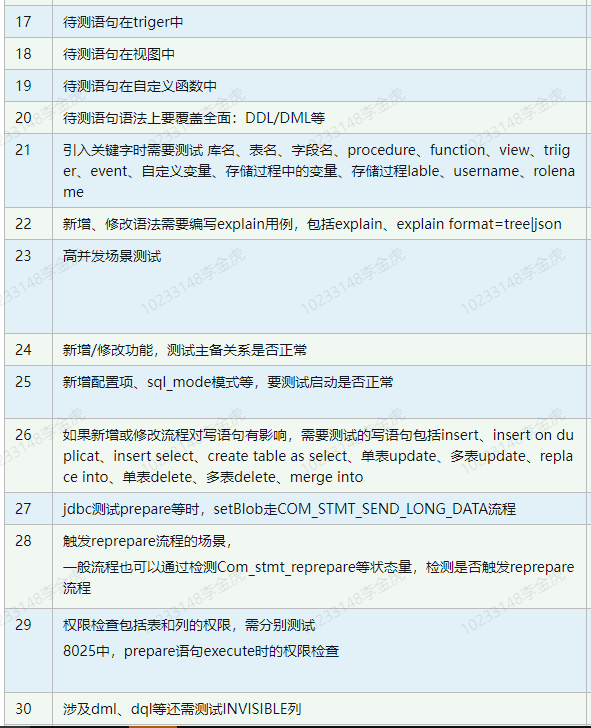 17 待测语句在triger中
18 待测语句在视图中
19 待测语句在自定义函数中
20 待测语句语法上要覆盖全面：DDL/DML等
21 引入关键字时需要测试 库名、表名、字段名、procedure、function、view、triig
er、event、自定义变量、存储过程中的变量、存储过程lable、username、rolena
me
22 新增、修改语法需要编写explain用例，包括explain、explain format=tree|json
23 高并发场景测试
24 新增/修改功能，测试主备关系是否正常
25 新增配置项、sql_mode模式等，要测试启动是否正常
26 如果新增或修改流程对写语句有影响，需要测试的写语句包括insert、insert on du
plicat、insert select、create table as select、单表update、多表update、repla
ce into、单表delete、多表delete、merge into
27 jdbc测试prepare等时，setBlob走COM_STMT_SEND_LONG_DATA流程
28 触发reprepare流程的场景，
一般流程也可以通过检测Com_stmt_reprepare等状态量，检测是否触发reprepare
流程
29 权限检查包括表和列的权限，需分别测试
8025中，prepare语句execute时的权限检查
30 涉及dml、dql等还需测试INVISIBLE列
10233148李金虎